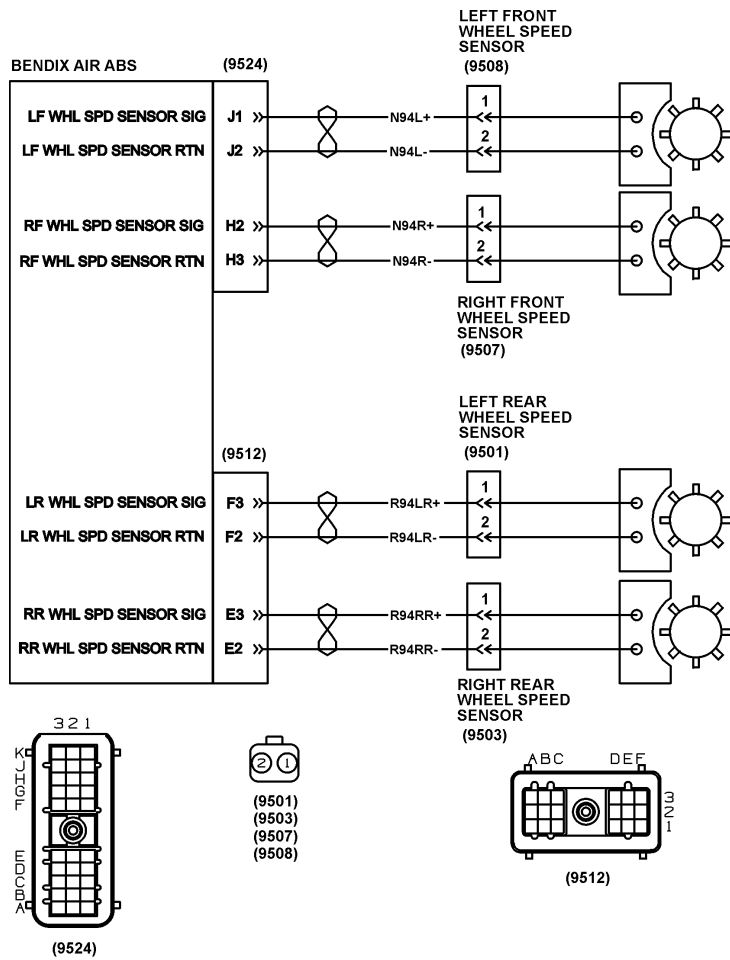 LEFT FRONT
WHEEL SPEED
SENSOR
(9508)
BENDIX AIR ABS
(9524)
LF WHL SPD SENSOR SIG J1 N94L+ 1
LF WHL SPD SENSOR RTN J2 N94L- 2
RF WHL SPD SENSOR SIG H2 N94R+ 1
RF WHL SPD SENSOR RTN H3 N94R- 2
RIGHT FRONT
WHEEL SPEED
SENSOR
(9507)
LEFT REAR
WHEEL SPEED
SENSOR
(9501)
(9512)
LR WHL SPD SENSOR SIG F3 R94LR+ 1
LR WHL SPD SENSOR RTN F2 R94LR- 2
RR WHL SPD SENSOR SIG E3 R94RR+ 1
RR WHL SPD SENSOR RTN E2 R94RR- 2
RIGHT REAR
WHEEL SPEED
SENSOR
(9503)
3 2 1
K
J
H
G
F
E
D
C
B
A
(9524)
2 1
(9501)
(9503)
(9507)
(9508)
A B C D E F
3
2
1
(9512)